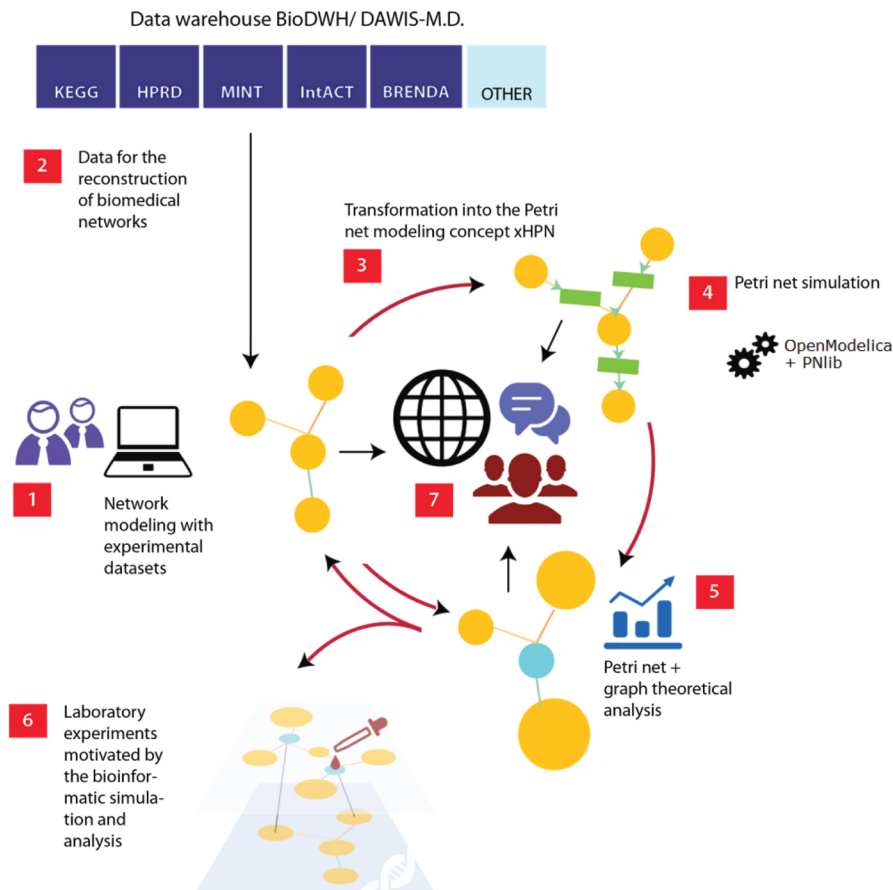 Data warehouse BioDWH/ DAWIS-M.D.
KEGG HPRD MINT IntACT BRENDA OTHER
2
Data for the
reconstruction
of biomedical
networks
Transformation into the Petri
net modeling concept xHPN
3
4
Petri net simulation
OpenModelica
+ PNlib
1
Network
modeling with
experimental
datasets
7
5
Petri net +
graph theoretical
analysis
6
Laboratory
experiments
motivated by
the bioinfor-
matic simula-
tion and
analysis